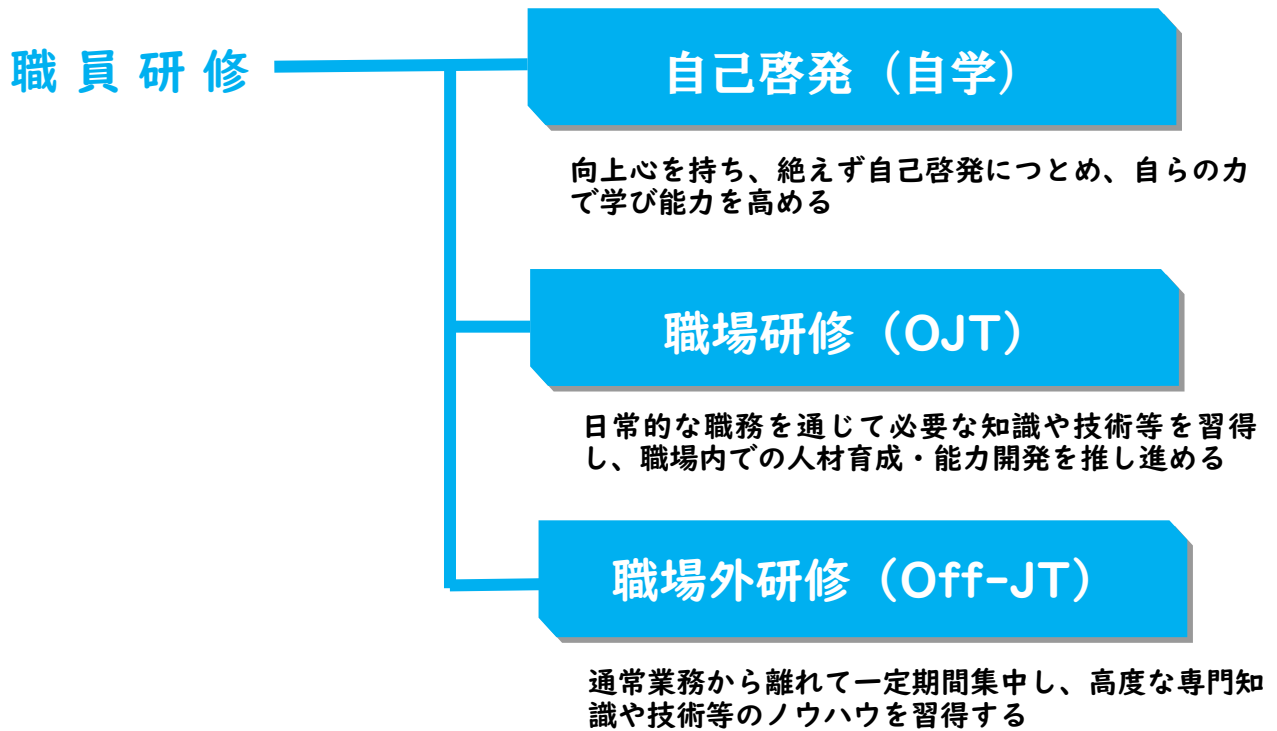 職員研修
自己啓発（自学）
向上心を持ち、絶えず自己啓発につとめ、自らの力
で学び能力を高める
職場研修（OJT）
日常的な職務を通じて必要な知識や技術等を習得
し、職場内での人材育成・能力開発を推し進める
職場外研修（Off-JT）
通常業務から離れて一定期間集中し、高度な専門知
識や技術等のノウハウを習得する